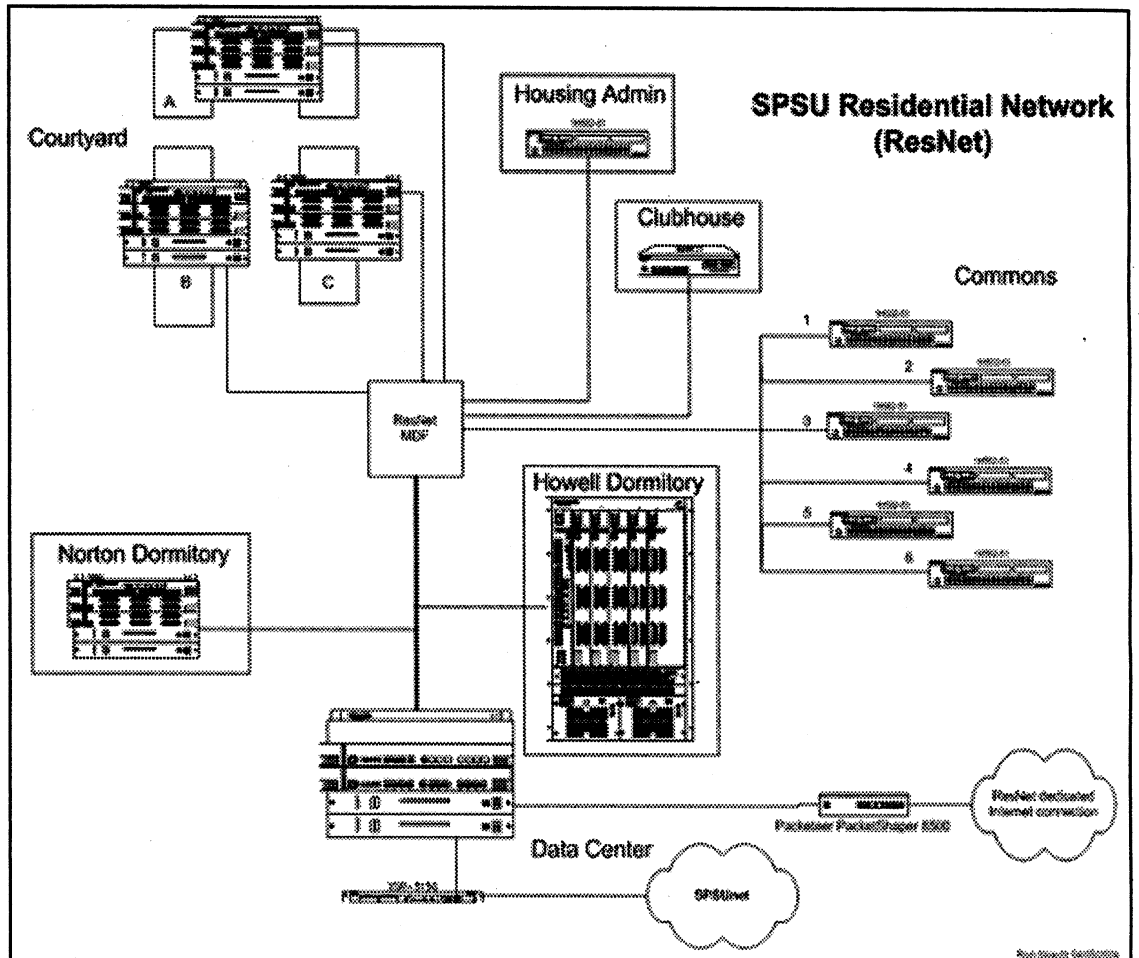 SPSU Residential Network
(ResNet)
Housing Admin
A
Courtyard
Clubhouse
B
C
Commons
1
2
3
4
5
6
ResNet
MDF
Howell Dormitory
Norton Dormitory
ResNet dedicated
Internet connection
Packeteer PacketShaper 6500
Data Center
SPSUnet